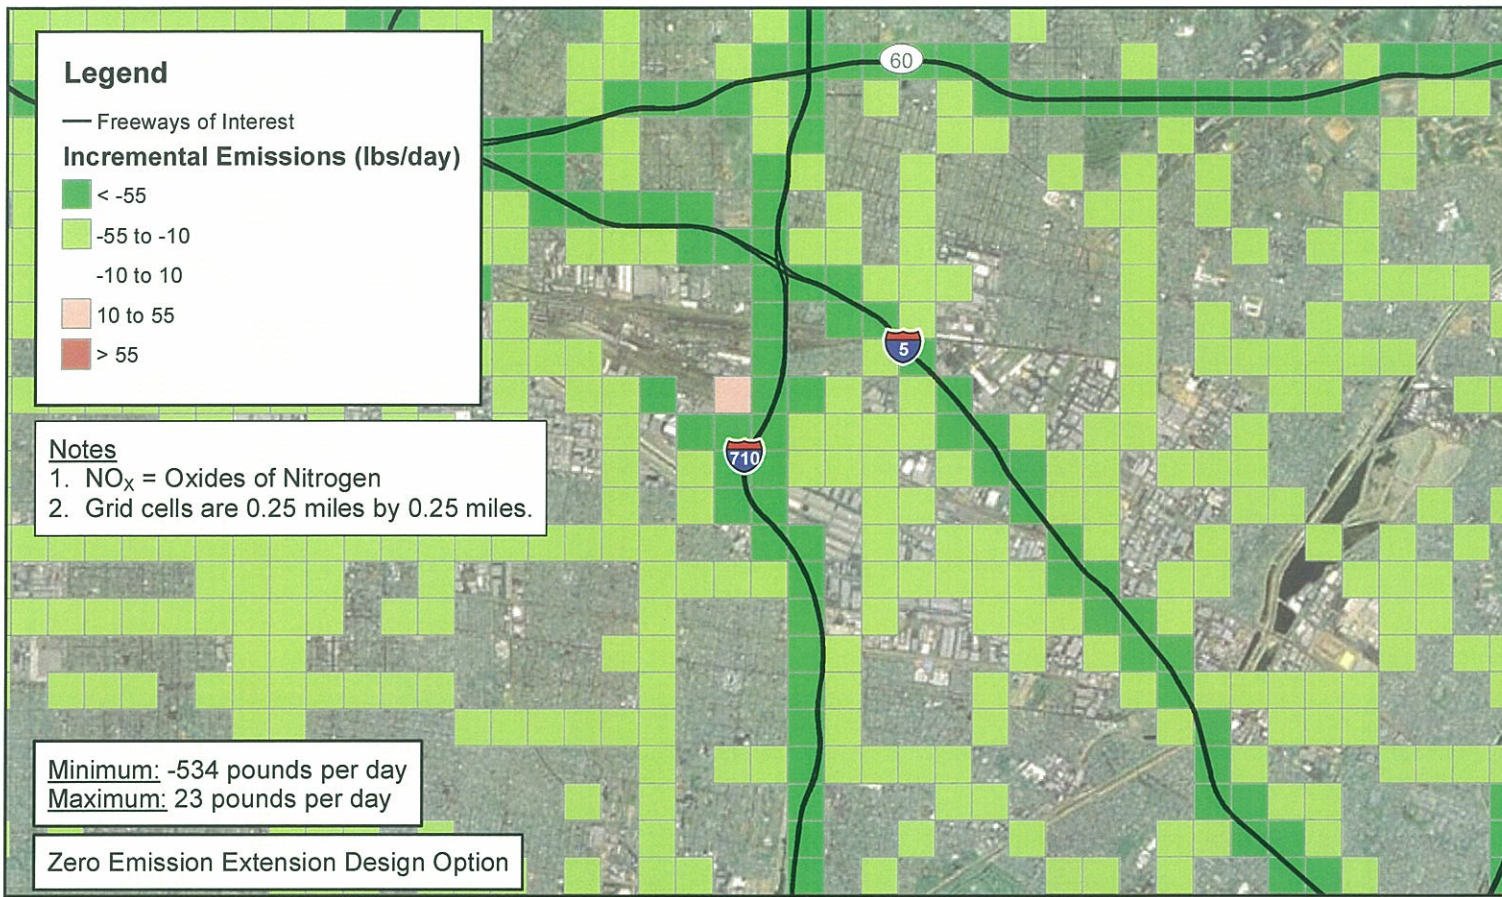 Legend
Freeways of Interest
Incremental Emissions (lbs/day)
< -55
-55 to -10
-10 to 10
10 to 55
> 55
Notes
1. NOX = Oxides of Nitrogen
2. Grid cells are 0.25 miles by 0.25 miles.
Minimum: -534 pounds per day
Maximum: 23 pounds per day
Zero Emission Extension Design Option
60
5
710